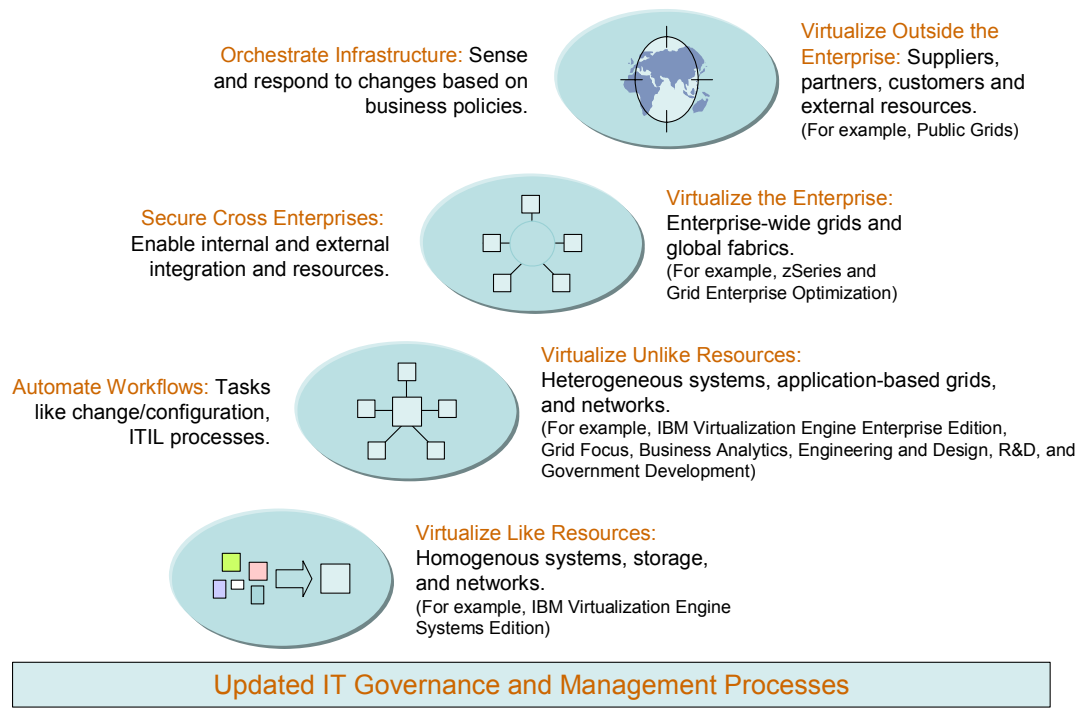 Orchestrate Infrastructure: Sense
and respond to changes based on
business policies.
Virtualize Outside the
Enterprise: Suppliers,
partners, customers and
external resources.
(For example, Public Grids)
Secure Cross Enterprises:
Enable internal and external
integration and resources.
Virtualize the Enterprise:
Enterprise-wide grids and
global fabrics.
(For example, zSeries and
Grid Enterprise Optimization)
Automate Workflows: Tasks
like change/configuration,
ITIL processes.
Virtualize Unlike Resources:
Heterogeneous systems, application-based grids,
and networks.
(For example, IBM Virtualization Engine Enterprise Edition,
Grid Focus, Business Analytics, Engineering and Design, R&D, and
Government Development)
Virtualize Like Resources:
Homogenous systems, storage,
and networks.
(For example, IBM Virtualization Engine
Systems Edition)
Updated IT Governance and Management Processes